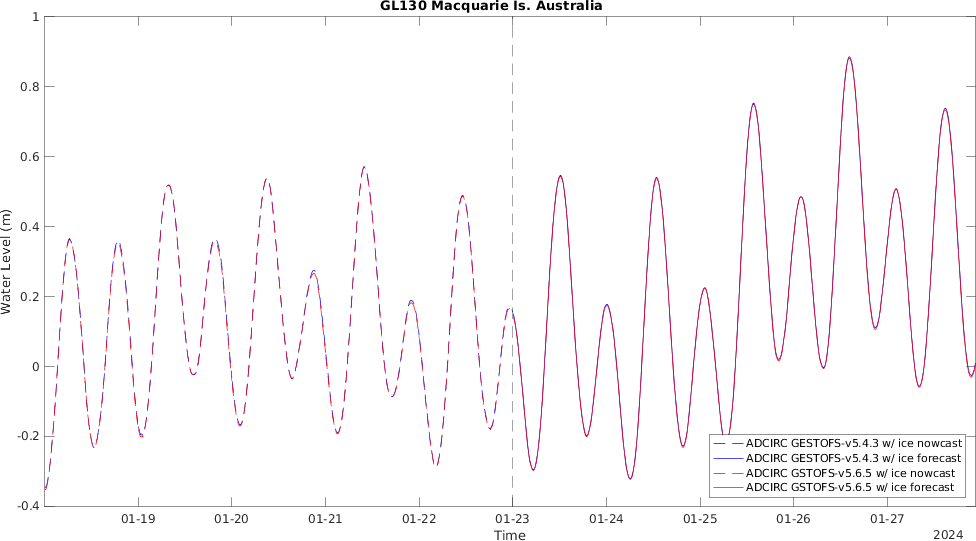 GL130 Macquarie Is. Australia
Water Level (m)
1
0.8
0.6
0.4
0.2
0
-0.2
-0.4
ADCIRC GESTOFS-v5.4.3 w/ ice nowcast
ADCIRC GESTOFS-v5.4.3 w/ ice forecast
ADCIRC GSTOFS-v5.6.5 w/ ice nowcast
ADCIRC GSTOFS-v5.6.5 w/ ice forecast
01-19 01-20 01-21 01-22 01-23 01-24 01-25 01-26 01-27
Time
2024